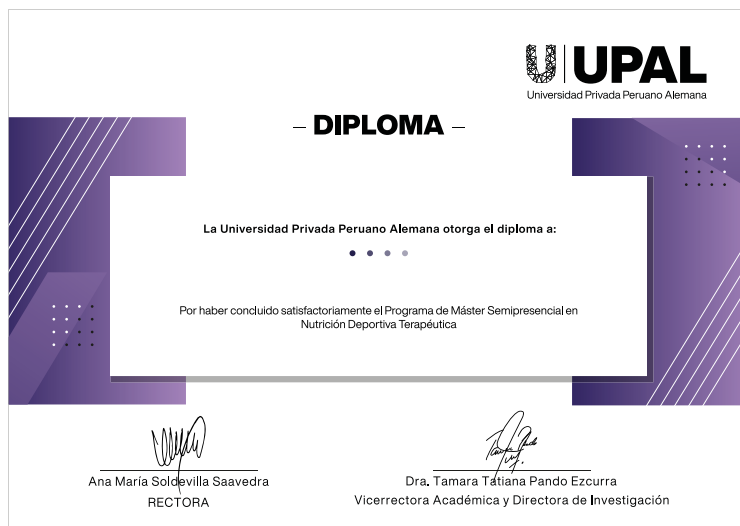 UPAL
Universidad Privada Peruano Alemana
– DIPLOMA –
La Universidad Privada Peruano Alemana otorga el diploma a:
Por haber concluido satisfactoriamente el Programa de Máster Semipresencial en
Nutrición Deportiva Terapéutica
Ana María Soldevilla Saavedra
RECTORA
Dra. Tamara Tatiana Pando Ezcurra
Vicerrectora Académica y Directora de Investigación